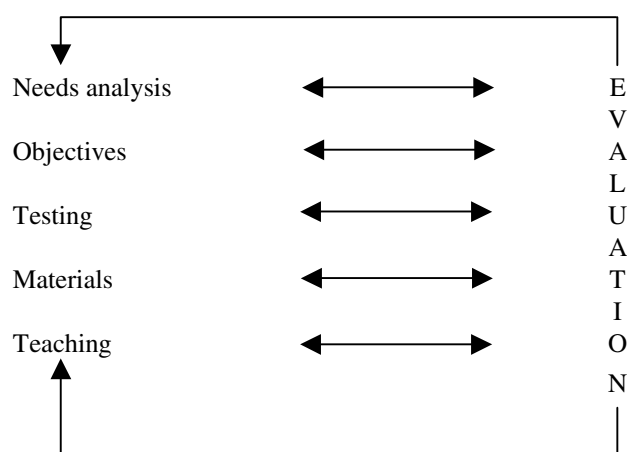 Needs analysis
Objectives
Testing
Materials
Teaching
E
V
A
L
U
A
T
I
O
N